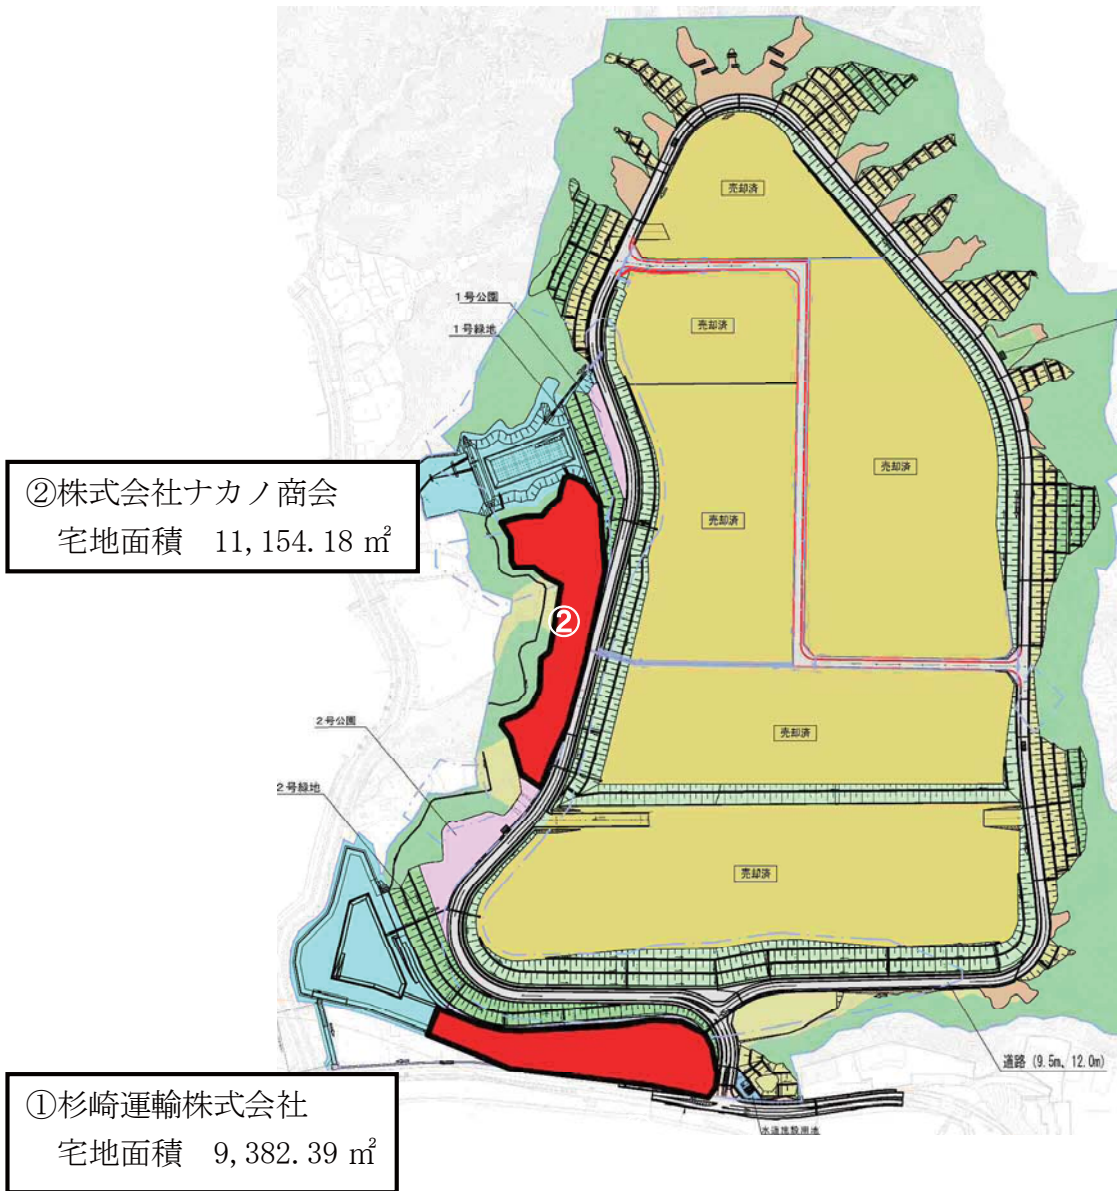 売却済
1号公園
1号緑地
売却済
売却済
②株式会社ナカノ商会
宅地面積 11,154.18 ㎡
売却済
②
2号公園
売却済
2号緑地
売却済
道路 (9.5m, 12.0m)
①杉崎運輸株式会社
宅地面積 9,382.39 ㎡
水道施設用地